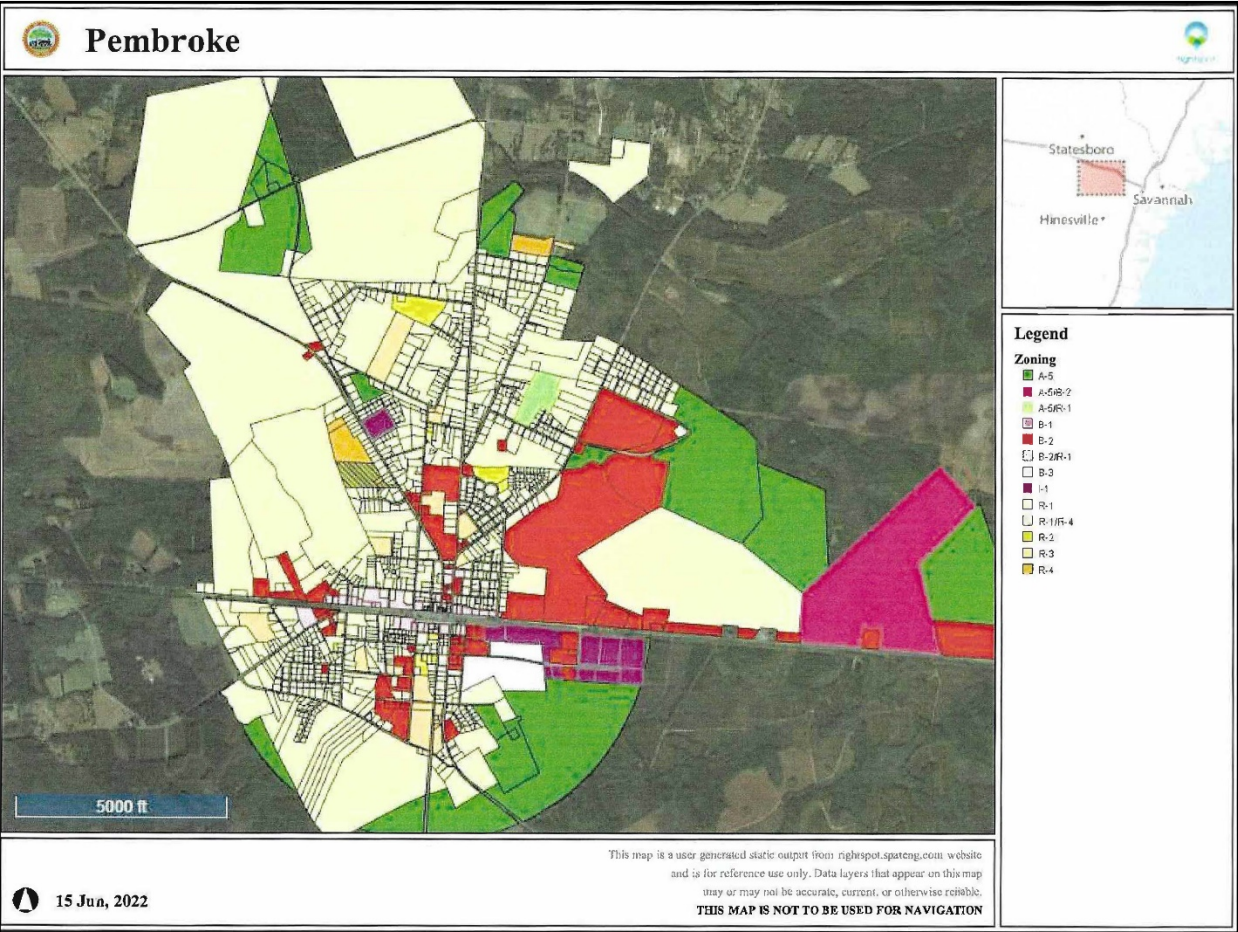 Pembroke
rightspot
Statesboro
Savannah
Hinesville
Legend
Zoning
A-5
A-5/B-2
A-5/R-1
B-1
B-2
B-2/R-1
B-3
I-1
R-1
R-1/R-4
R-2
R-3
R-4
5000 ft
This map is a user generated static output from rightspot.spateng.com website
and is for reference use only. Data layers that appear on this map
may or may not be accurate, current, or otherwise reliable.
THIS MAP IS NOT TO BE USED FOR NAVIGATION
15 Jun, 2022